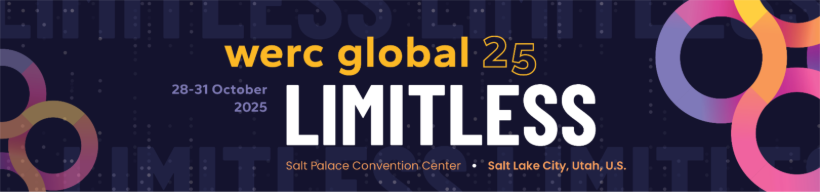 werc global 25
28-31 October
2025
LIMITLESS
Salt Palace Convention Center • Salt Lake City, Utah, U.S.